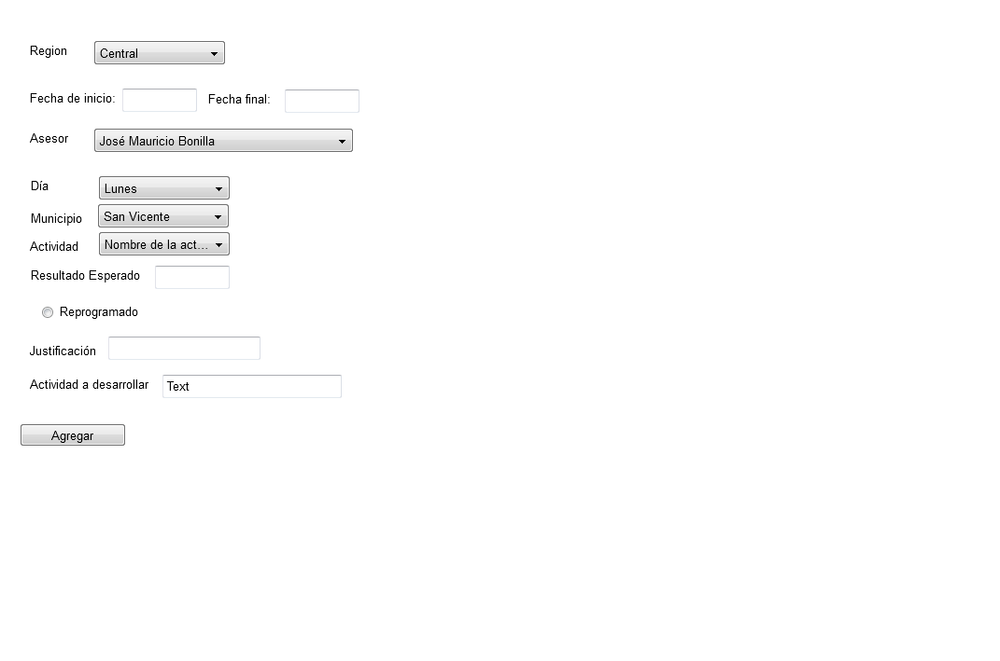 Region Central
Fecha de inicio: Fecha final:
Asesor José Mauricio Bonilla
Día Lunes
Municipio San Vicente
Actividad Nombre de la act...
Resultado Esperado
Reprogramado
Justificación
Actividad a desarrollar Text
Agregar